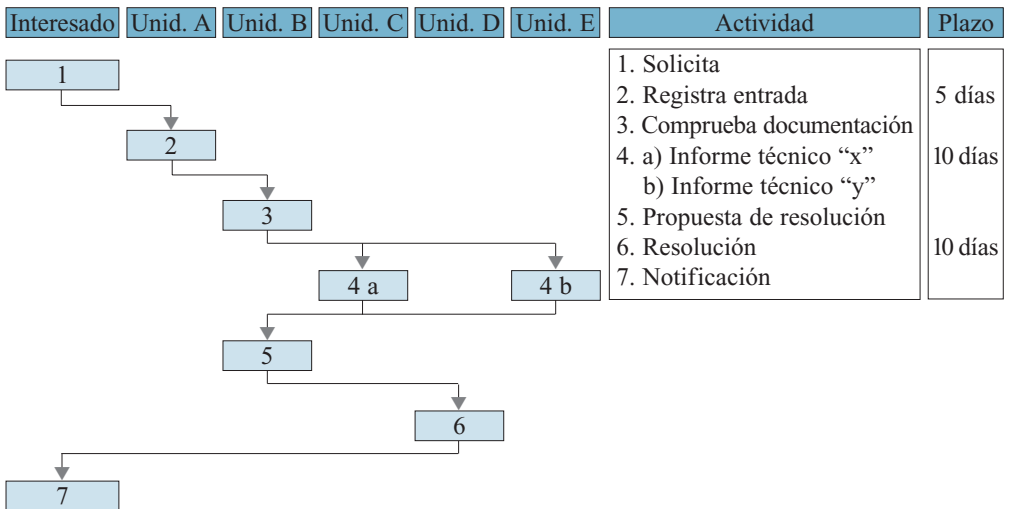 Interesado Unid. A Unid. B Unid. C Unid. D Unid. E Actividad Plazo
1
2
3
4 a 4 b
5
6
7
1. Solicita
2. Registra entrada 5 días
3. Comprueba documentación
4. a) Informe técnico “x” 10 días
b) Informe técnico “y”
5. Propuesta de resolución
6. Resolución 10 días
7. Notificación